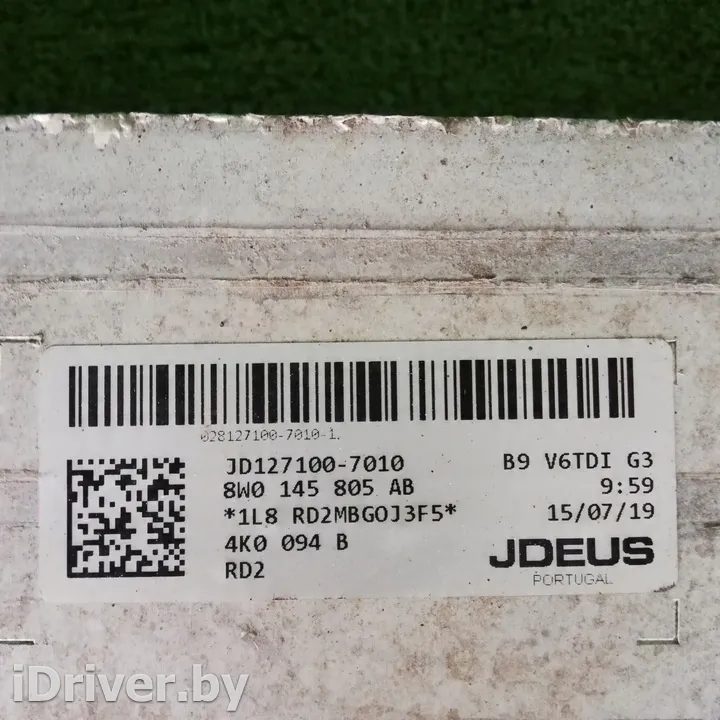 028127100-7010-1.
JD127100-7010
B9 V6TDI G3
8W0 145 805 AB
9:59
*1L8 RD2MBGOJ3F5*
15/07/19
4K0 094 B
JDEUS
RD2
PORTUGAL
iDriver.by